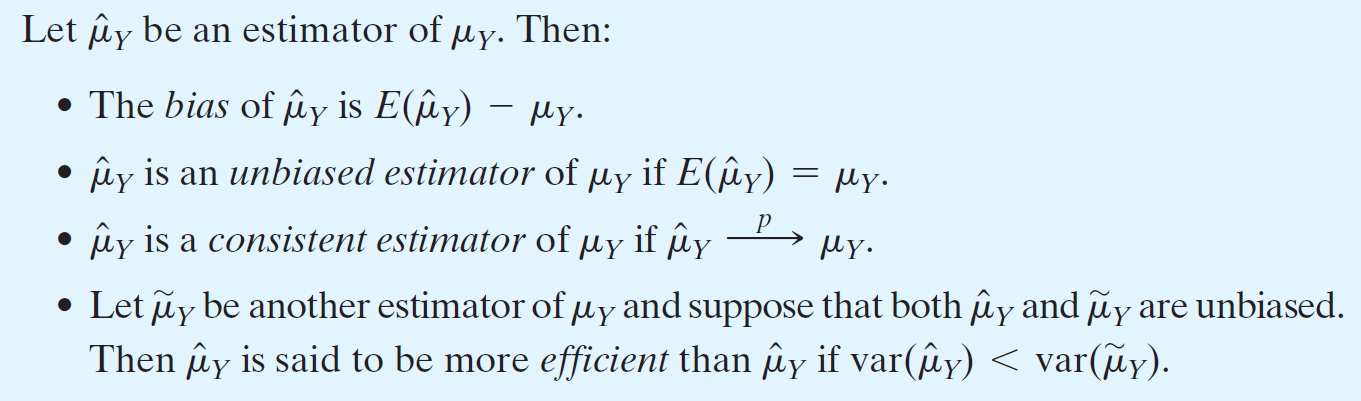 Let μ̂_Y be an estimator of μ_Y. Then:
• The bias of μ̂_Y is E(μ̂_Y) − μ_Y.
• μ̂_Y is an unbiased estimator of μ_Y if E(μ̂_Y) = μ_Y.
• μ̂_Y is a consistent estimator of μ_Y if μ̂_Y —p→ μ_Y.
• Let μ̃_Y be another estimator of μ_Y and suppose that both μ̂_Y and μ̃_Y are unbiased.
Then μ̂_Y is said to be more efficient than μ̂_Y if var(μ̂_Y) < var(μ̃_Y).